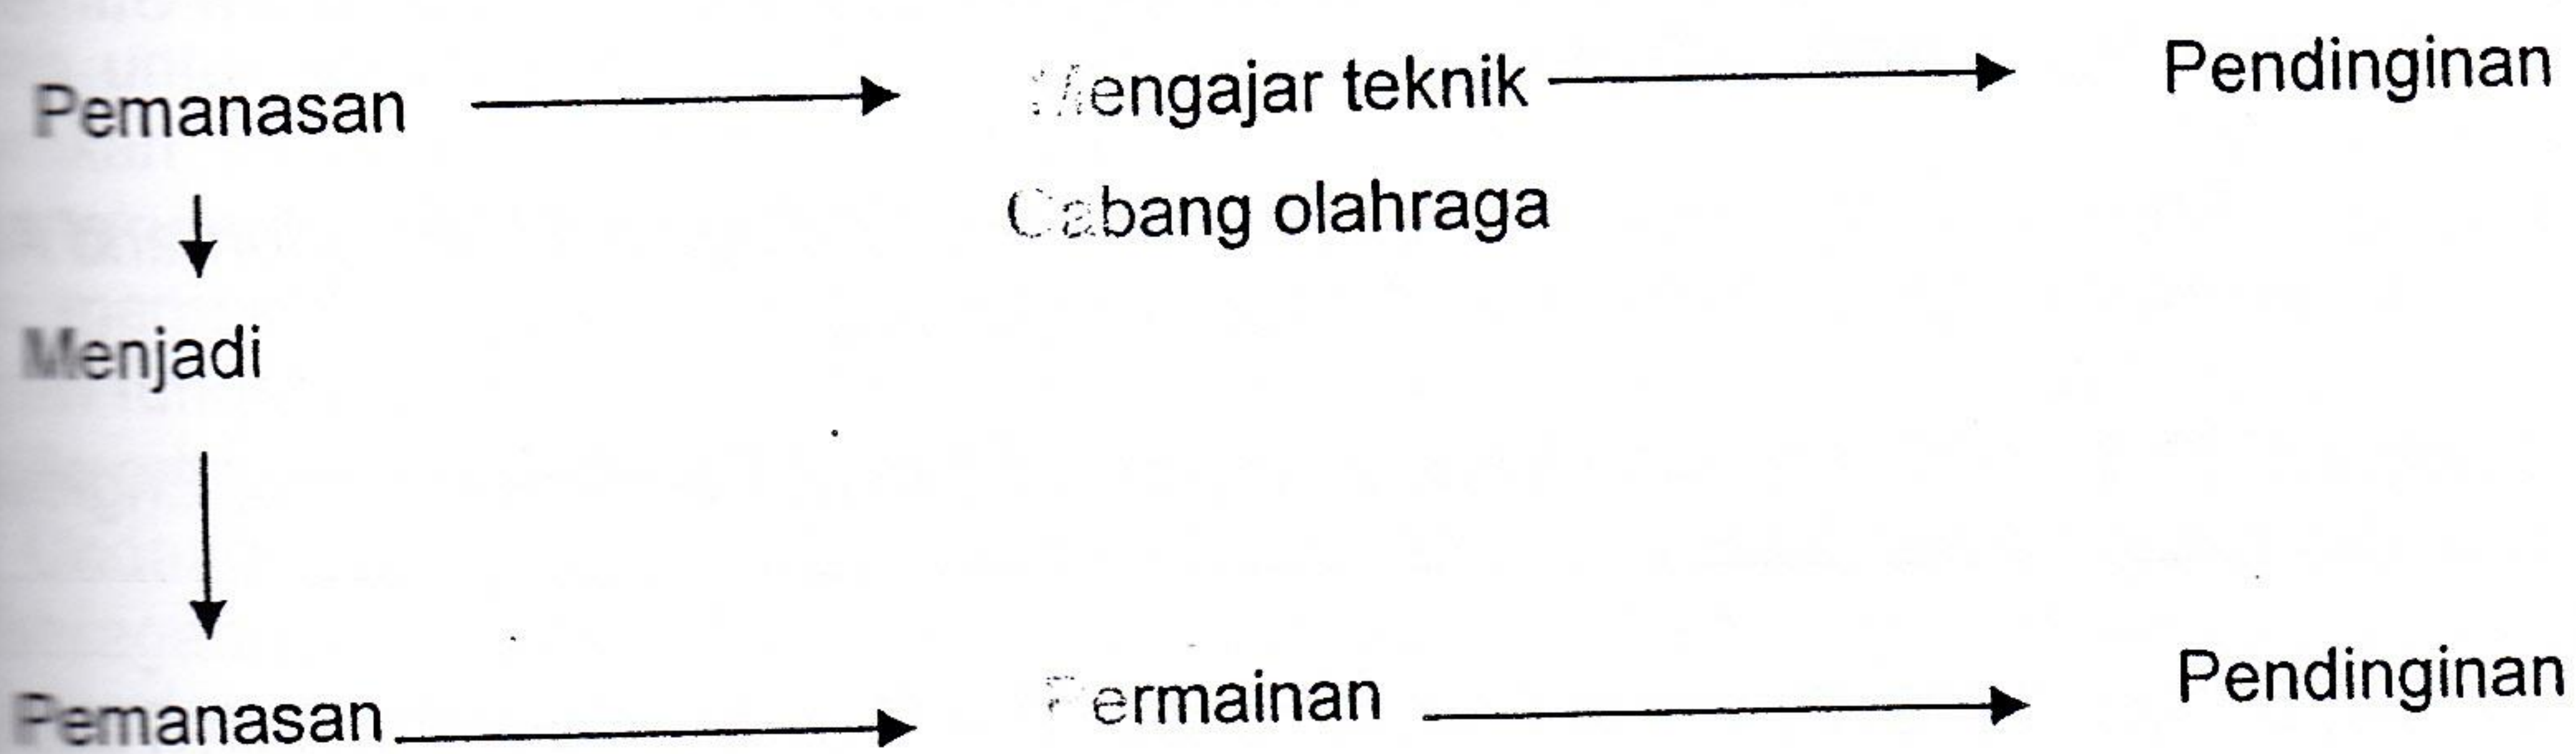 Pemanasan Mengajar teknik Pendinginan
Cabang olahraga
Menjadi
Pemanasan Permainan Pendinginan